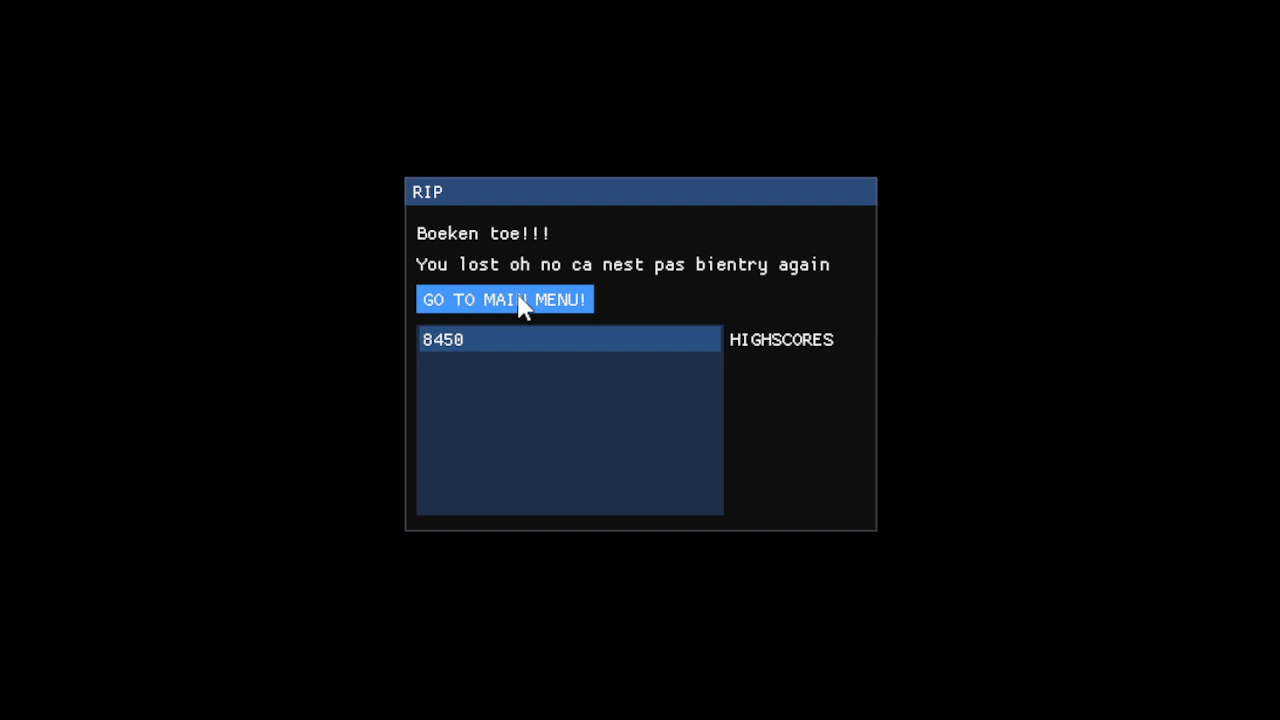 RIP
Boeken toe!!!
You lost oh no ca nest pas bientry again
GO TO MAIN MENU!
8450 HIGHSCORES